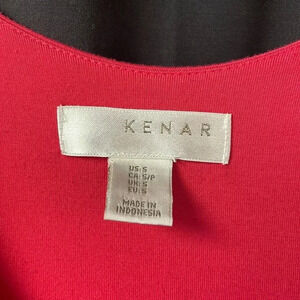 KENAR
US:S
CA:S/P
UK:S
EU:S
MADE IN
INDONESIA